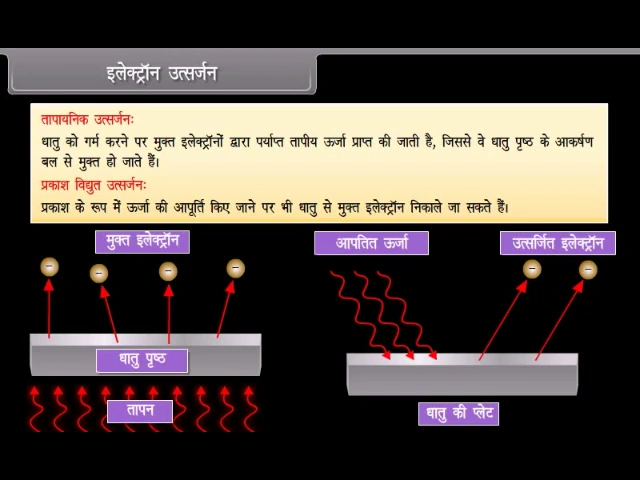 इलेक्ट्रॉन उत्सर्जन
तापायनिक उत्सर्जनः
धातु को गर्म करने पर मुक्त इलेक्ट्रॉनों द्वारा पर्याप्त तापीय ऊर्जा प्राप्त की जाती है, जिससे वे धातु पृष्ठ के आकर्षण
बल से मुक्त हो जाते हैं।
प्रकाश विद्युत उत्सर्जनः
प्रकाश के रूप में ऊर्जा की आपूर्ति किए जाने पर भी धातु से मुक्त इलेक्ट्रॉन निकाले जा सकते हैं।
मुक्त इलेक्ट्रॉन
आपतित ऊर्जा
उत्सर्जित इलेक्ट्रॉन
धातु पृष्ठ
तापन
धातु की प्लेट